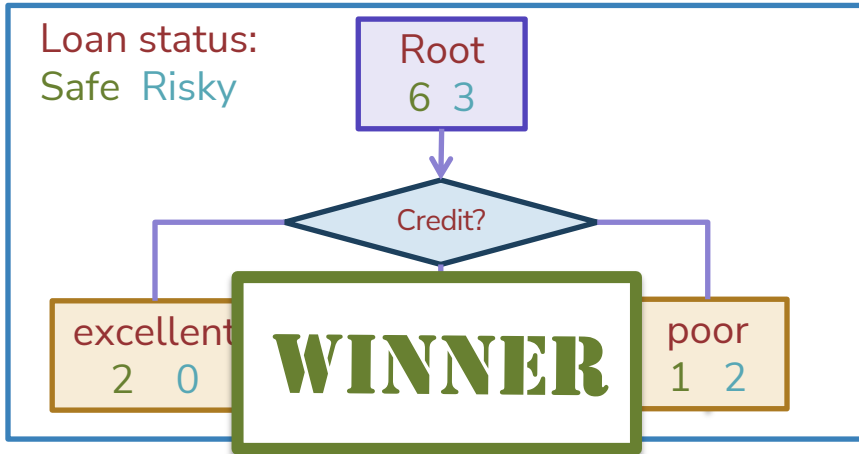 Loan status:
Safe Risky
Root
6 3
Credit?
excellent
2 0
WINNER
poor
1 2